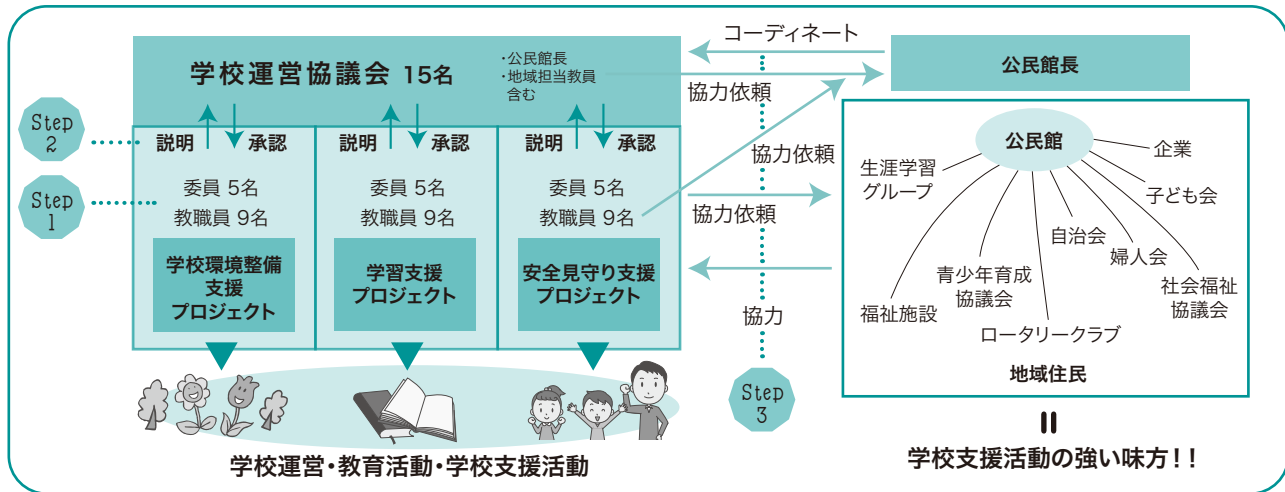 学校運営協議会 15名
・公民館長
・地域担当教員
含む
コーディネート
公民館長
協力依頼
Step
2
説明 承認
説明 承認
説明 承認
Step
1
委員 5名
教職員 9名
委員 5名
教職員 9名
委員 5名
教職員 9名
協力依頼
協力依頼
学校環境整備
支援
プロジェクト
学習支援
プロジェクト
安全見守り支援
プロジェクト
協力
Step
3
公民館
企業
生涯学習
グループ
子ども会
自治会
婦人会
青少年育成
協議会
社会福祉
協議会
福祉施設
ロータリークラブ
地域住民
学校運営・教育活動・学校支援活動
学校支援活動の強い味方!!